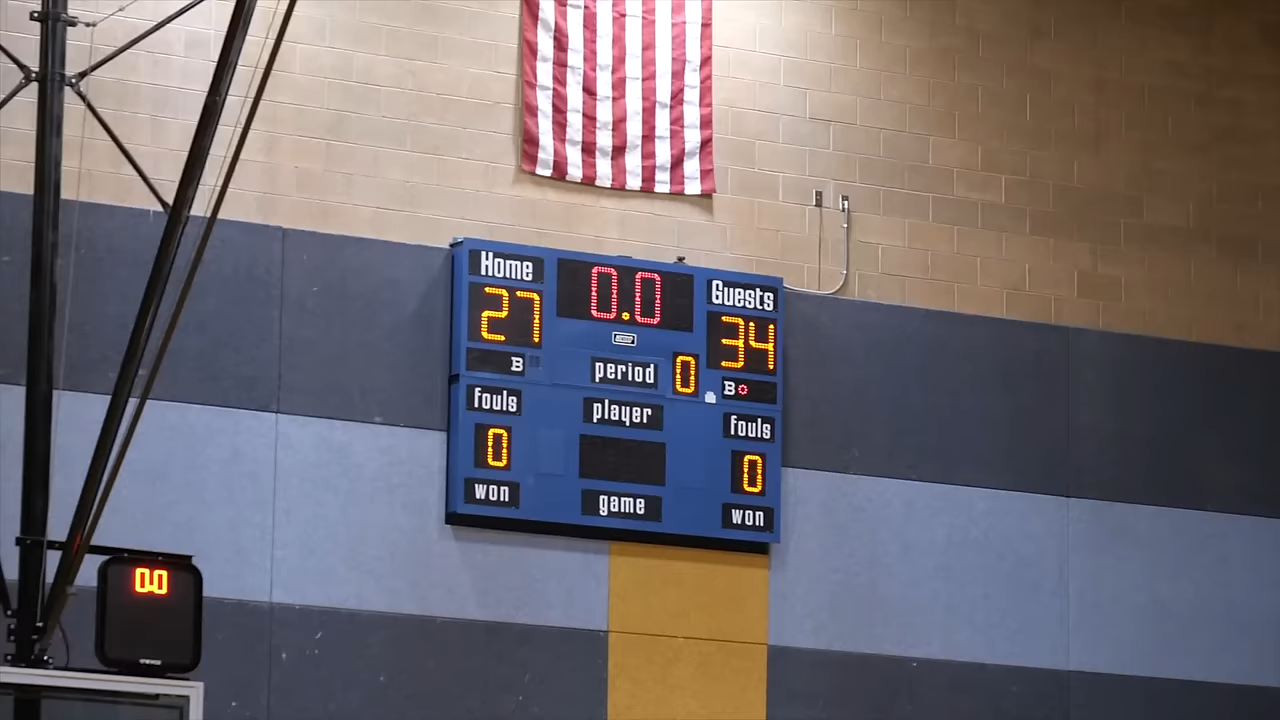 Home 0.0 Guests
27 34
B period 0 B
fouls player fouls
0 0
won game won
0.0